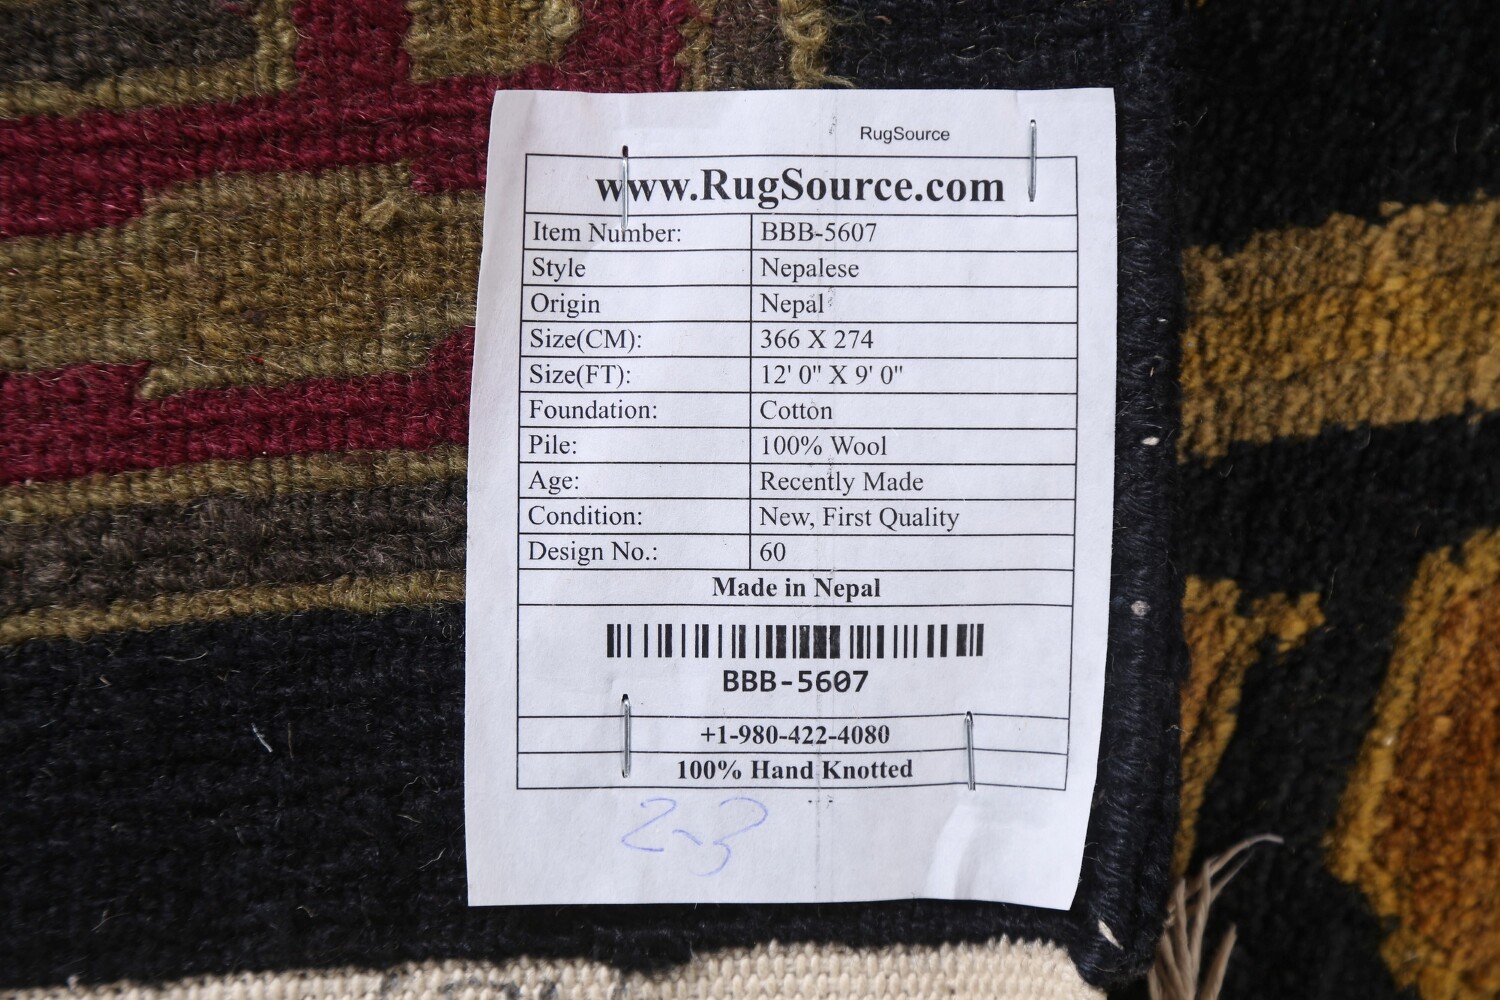 RugSource
www.RugSource.com
Item Number: BBB-5607
Style Nepalese
Origin Nepal
Size(CM): 366 X 274
Size(FT): 12' 0" X 9' 0"
Foundation: Cotton
Pile: 100% Wool
Age: Recently Made
Condition: New, First Quality
Design No.: 60
Made in Nepal
BBB-5607
+1-980-422-4080
100% Hand Knotted
2-3